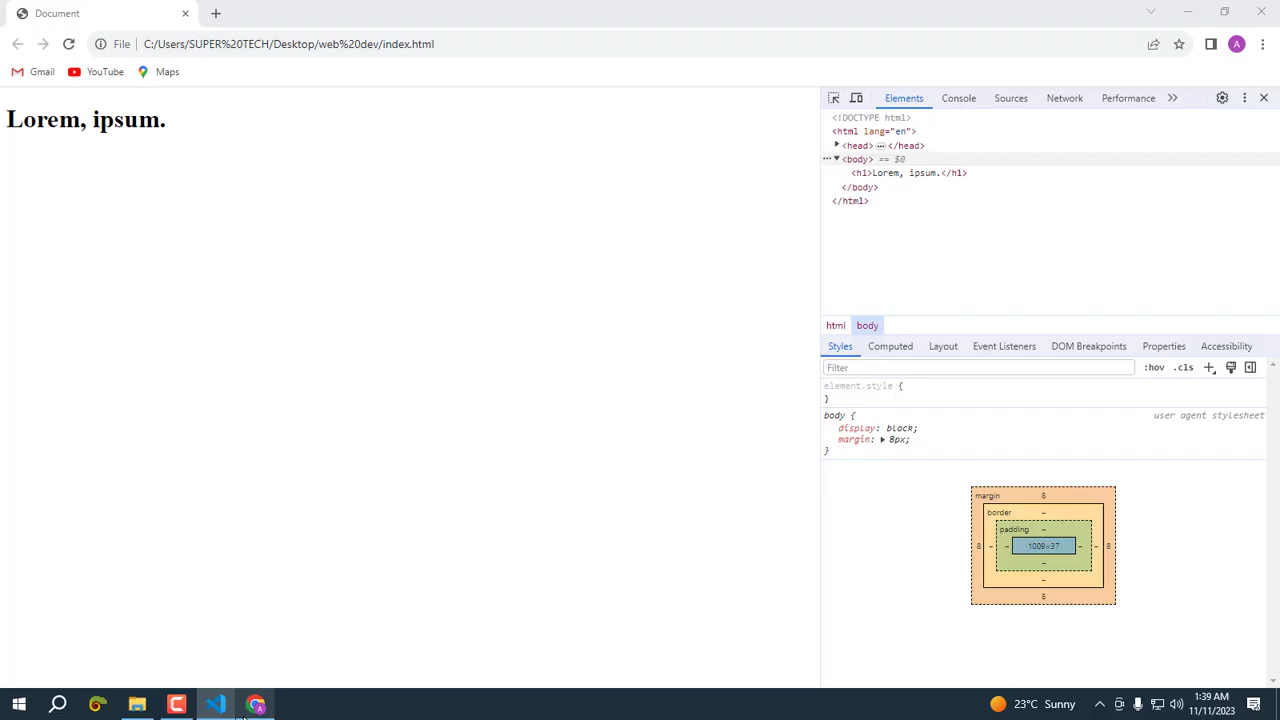 Document
File C:/Users/SUPER%20TECH/Desktop/web%20dev/index.html
A
Gmail YouTube Maps
Lorem, ipsum.
Elements Console Sources Network Performance
<!DOCTYPE html>
<html lang="en">
<head> … </head>
<body> == $0
<h1>Lorem, ipsum.</h1>
</body>
</html>
html body
Styles Computed Layout Event Listeners DOM Breakpoints Properties Accessibility
Filter :hov .cls
element.style {
}
body { user agent stylesheet
display: block;
margin: 8px;
}
margin 8
border –
padding –
8 – – 1009×37 – – 8
–
–
8
23°C Sunny
1:39 AM
11/11/2023